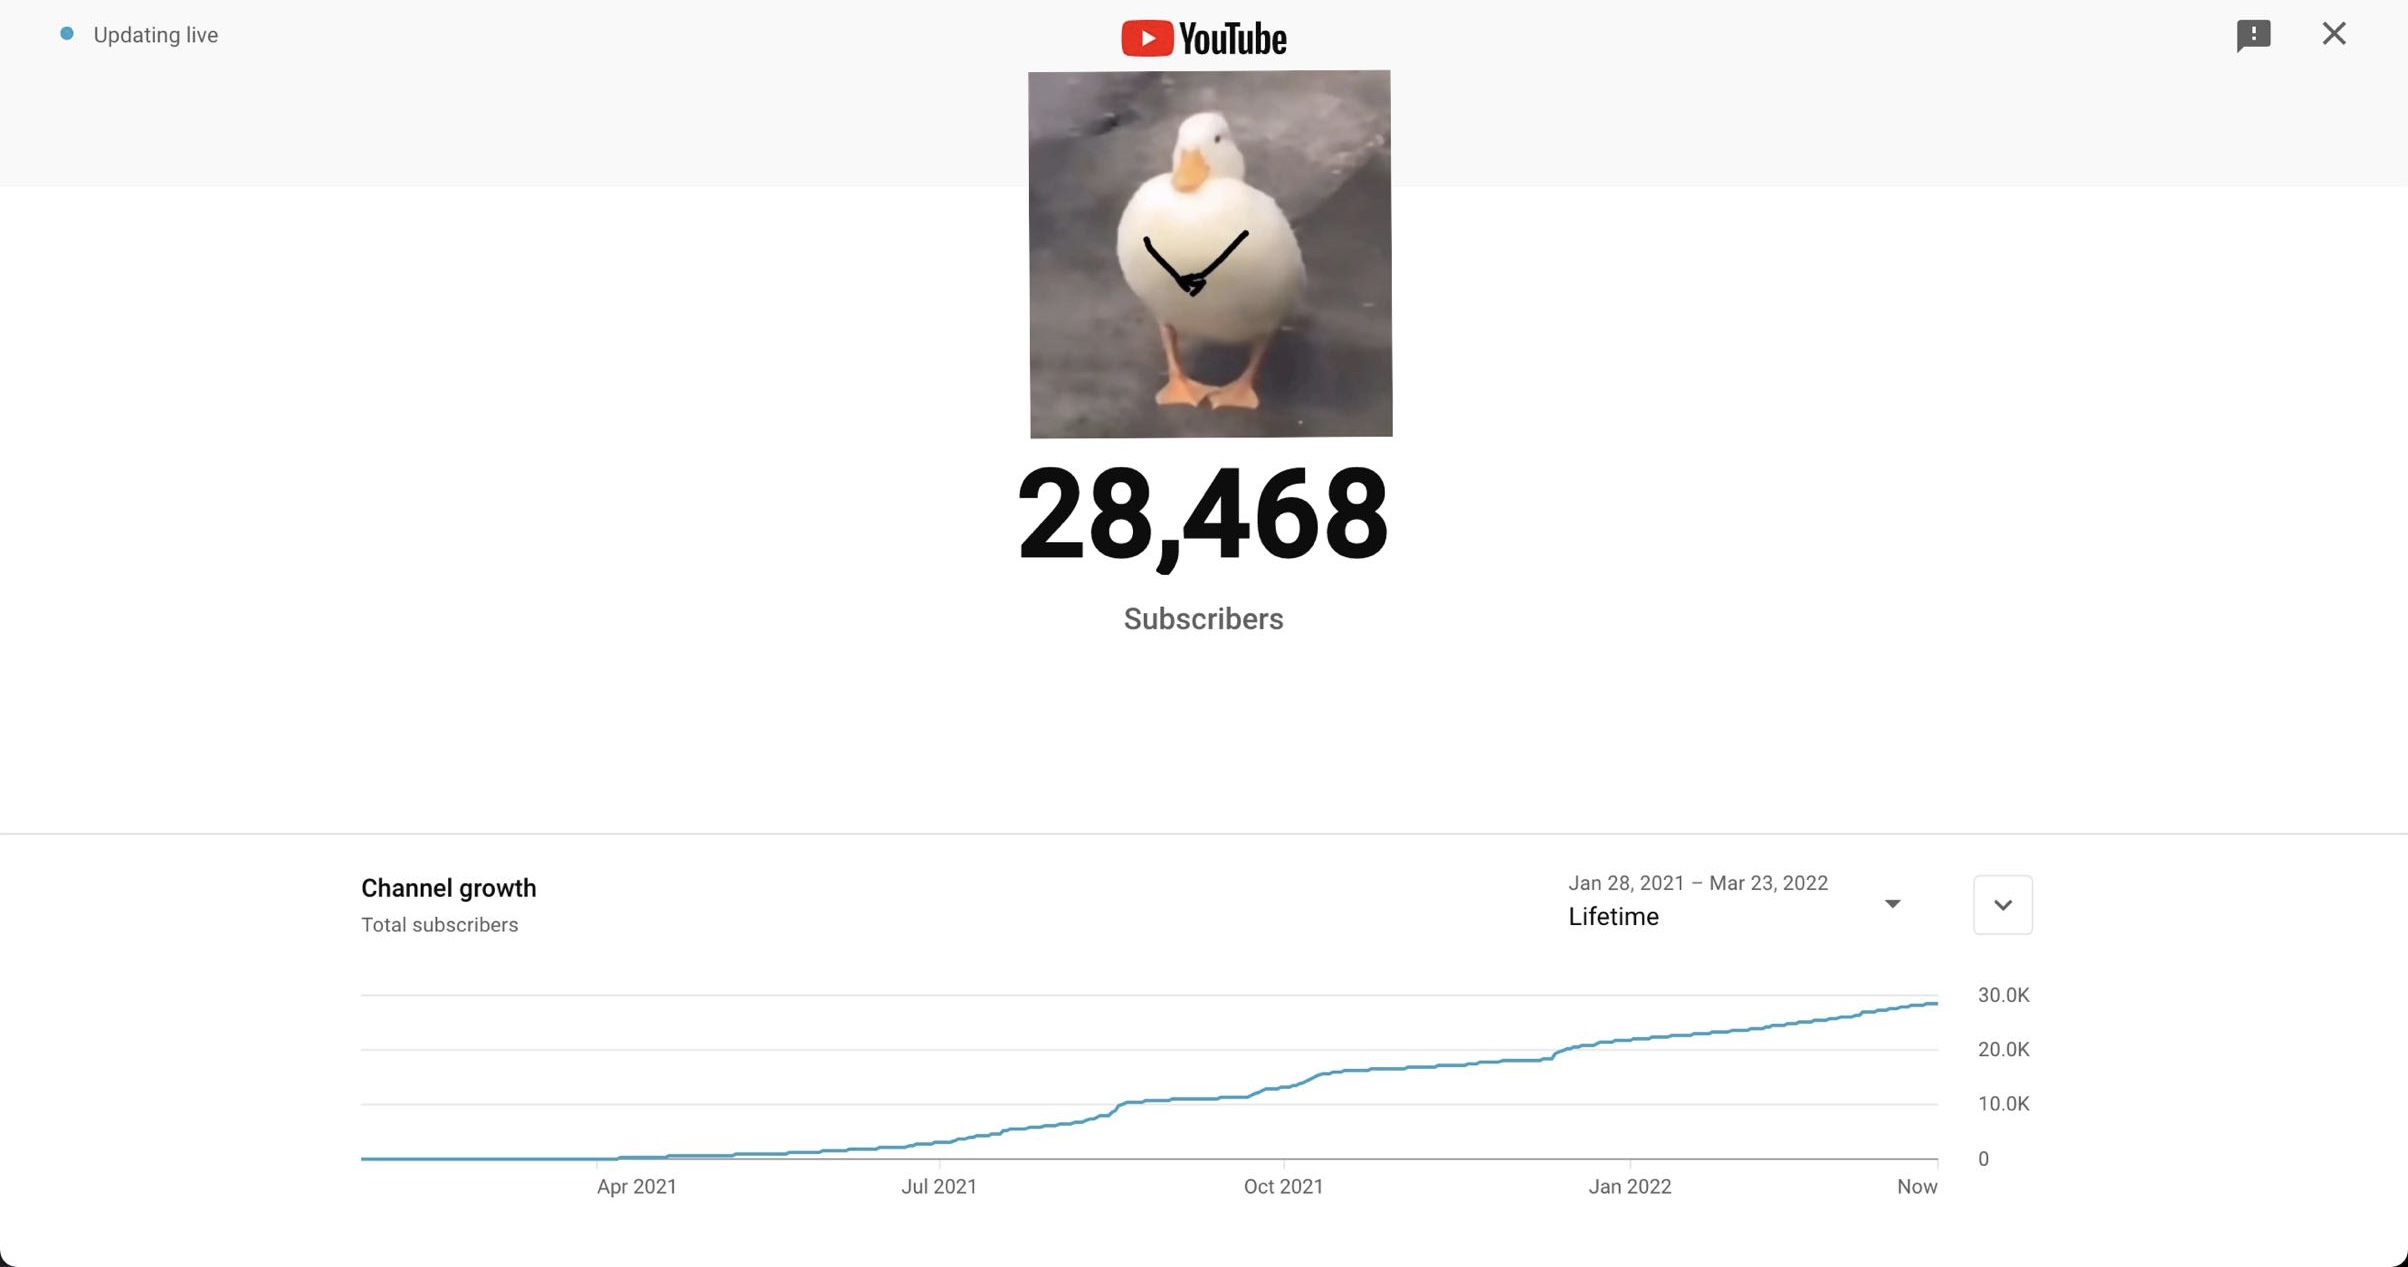 Updating live
YouTube
28,468
Subscribers
Channel growth
Total subscribers
Jan 28, 2021 – Mar 23, 2022
Lifetime
30.0K
20.0K
10.0K
0
Apr 2021
Jul 2021
Oct 2021
Jan 2022
Now